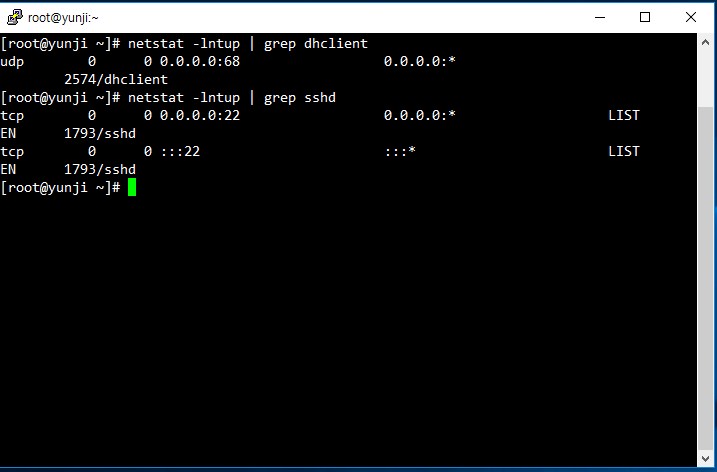 root@yunji:~
[root@yunji ~]# netstat -lntup | grep dhclient
udp        0      0 0.0.0.0:68                  0.0.0.0:*
        2574/dhclient
[root@yunji ~]# netstat -lntup | grep sshd
tcp        0      0 0.0.0.0:22                  0.0.0.0:*                   LIST
EN      1793/sshd
tcp        0      0 :::22                       :::*                        LIST
EN      1793/sshd
[root@yunji ~]#